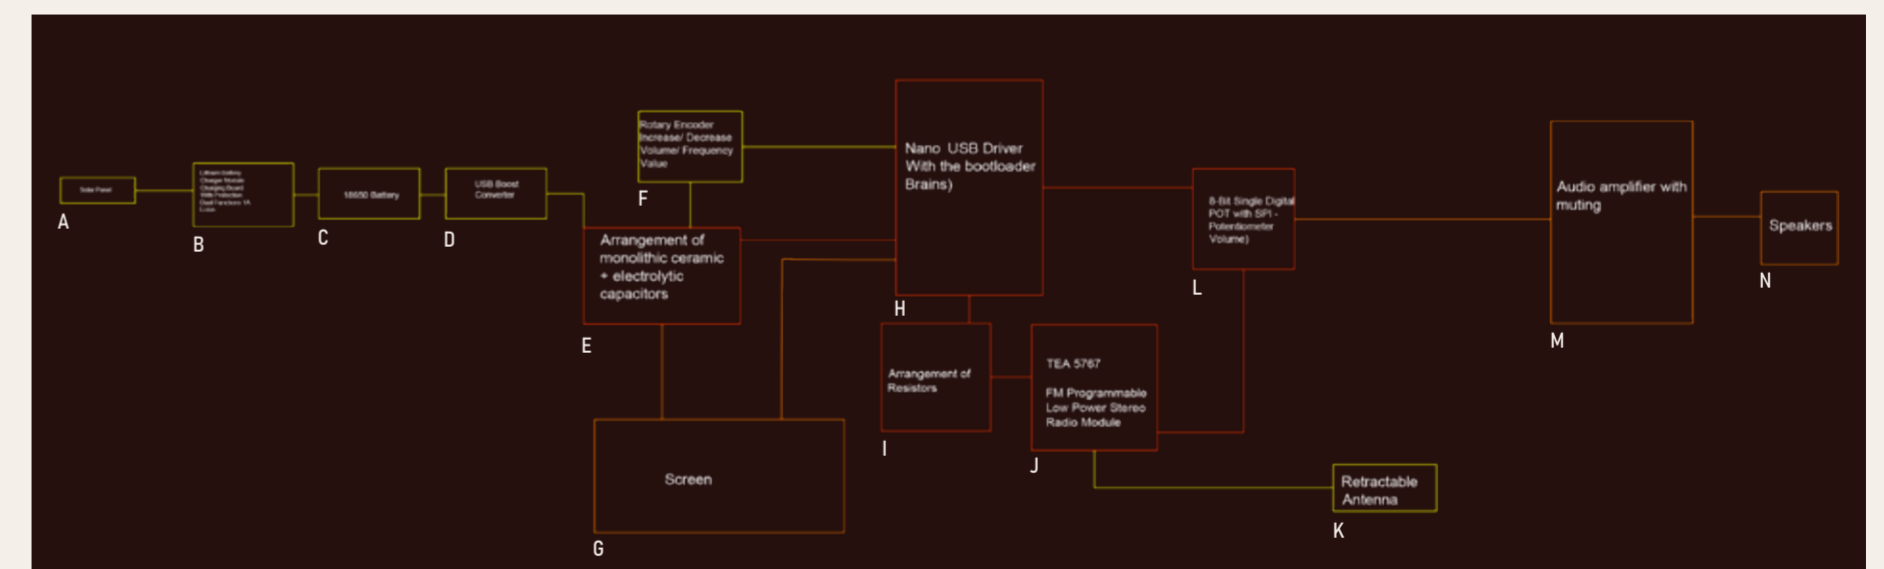 Solar Panel
A
Lithium Battery
Charger Module
Charging Board
With Protection
Dual Functions 1A
B
18650 Battery
C
USB Boost
Converter
D
Arrangement of
monolithic ceramic
+ electrolytic
capacitors
E
Rotary Encoder
Increase/ Decrease
Volume/ Frequency
Value
F
Screen
G
Nano USB Driver
With the bootloader
Brains)
H
Arrangement of
Resistors
I
TEA 5767
FM Programmable
Low Power Stereo
Radio Module
J
Retractable
Antenna
K
8-Bit Single Digital
POT with SPI -
Potentiometer
Volume)
L
Audio amplifier with
muting
M
Speakers
N